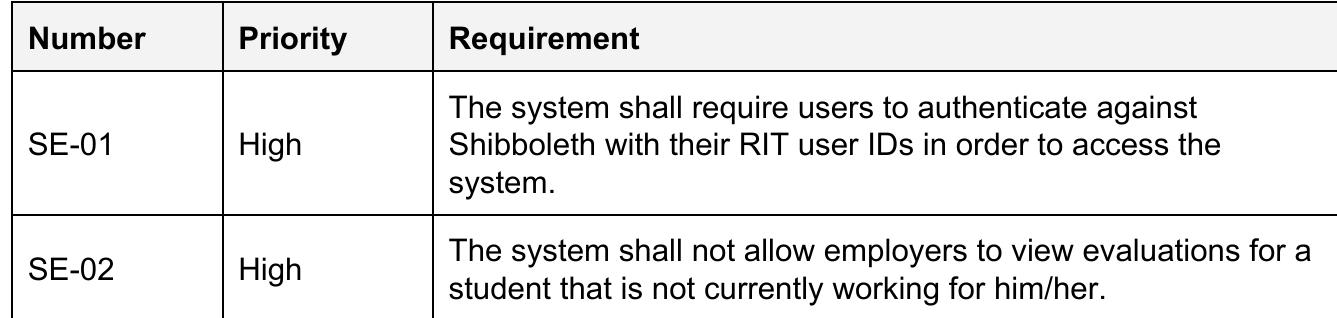 Number Priority Requirement
The system shall require users to authenticate against
SE-01 High Shibboleth with their RIT user IDs in order to access the
system.
The system shall not allow employers to view evaluations for a
SE-02 High
student that is not currently working for him/her.